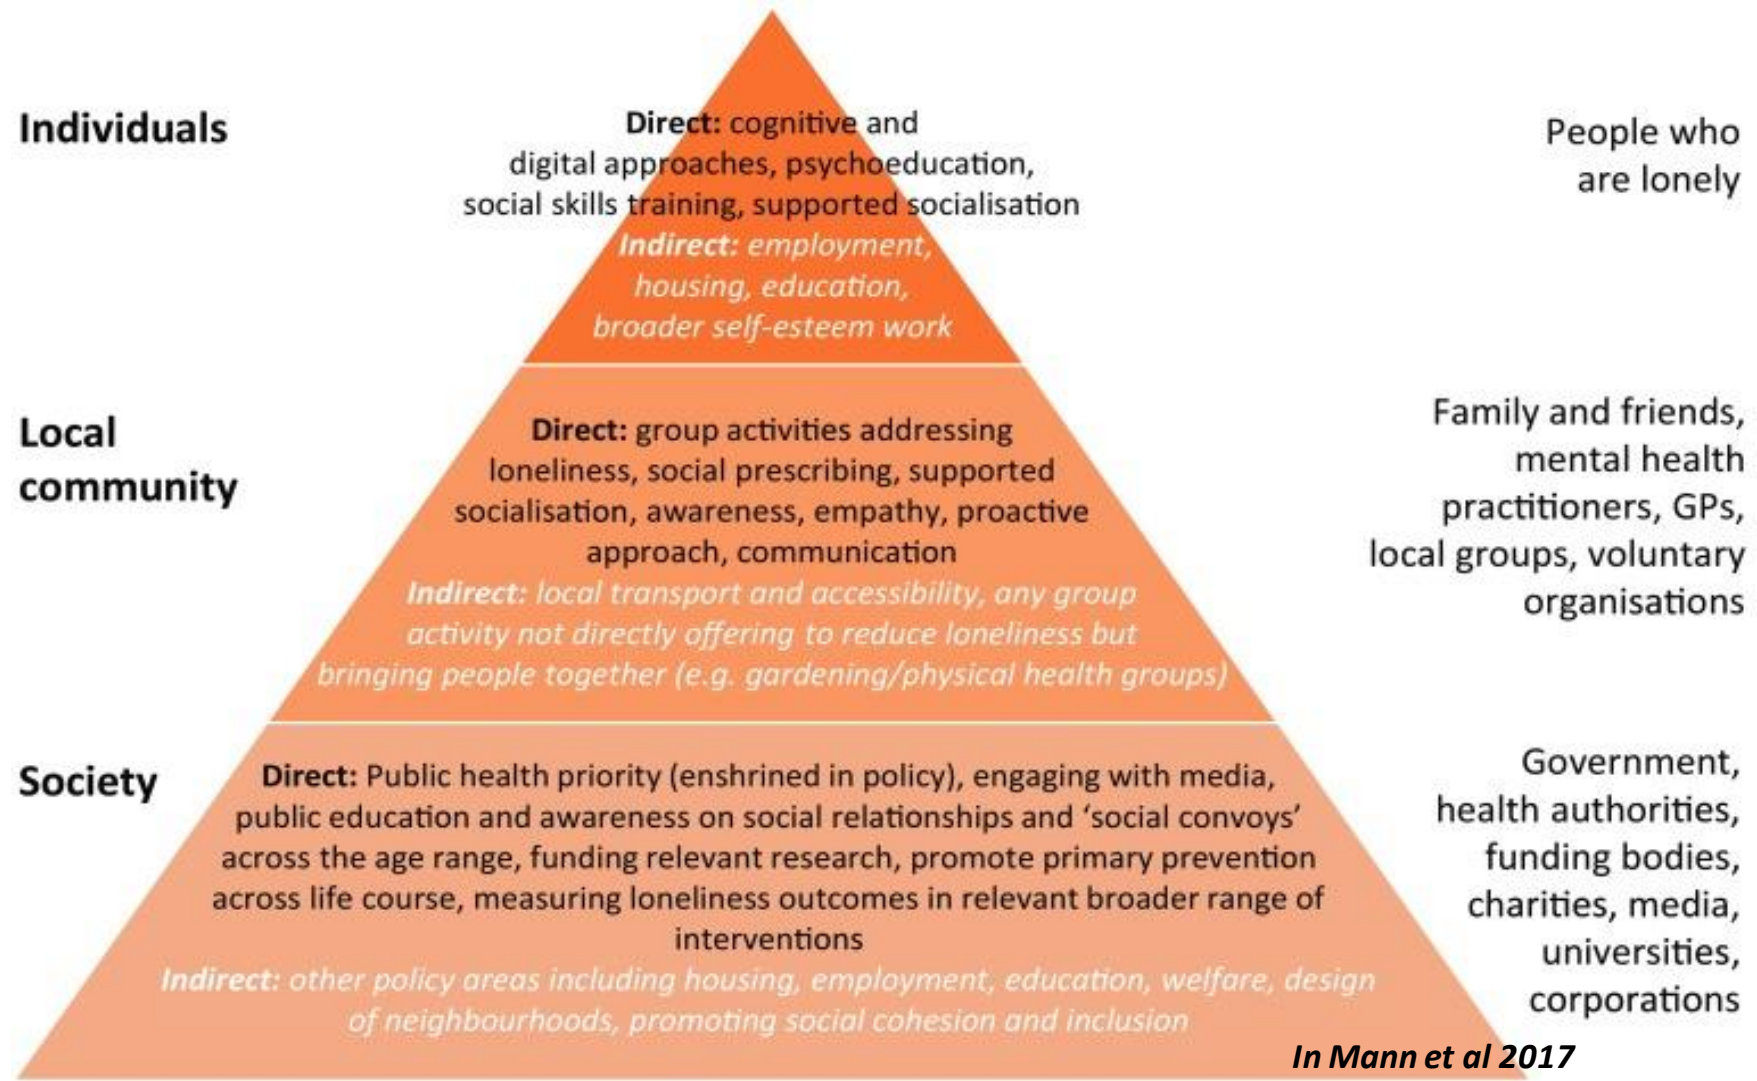 Individuals
Direct: cognitive and
digital approaches, psychoeducation,
social skills training, supported socialisation
Indirect: employment,
housing, education,
broader self-esteem work
People who
are lonely
Local
community
Direct: group activities addressing
loneliness, social prescribing, supported
socialisation, awareness, empathy, proactive
approach, communication
Indirect: local transport and accessibility, any group
activity not directly offering to reduce loneliness but
bringing people together (e.g. gardening/physical health groups)
Family and friends,
mental health
practitioners, GPs,
local groups, voluntary
organisations
Society
Direct: Public health priority (enshrined in policy), engaging with media,
public education and awareness on social relationships and ‘social convoys’
across the age range, funding relevant research, promote primary prevention
across life course, measuring loneliness outcomes in relevant broader range of
interventions
Indirect: other policy areas including housing, employment, education, welfare, design
of neighbourhoods, promoting social cohesion and inclusion
Government,
health authorities,
funding bodies,
charities, media,
universities,
corporations
In Mann et al 2017